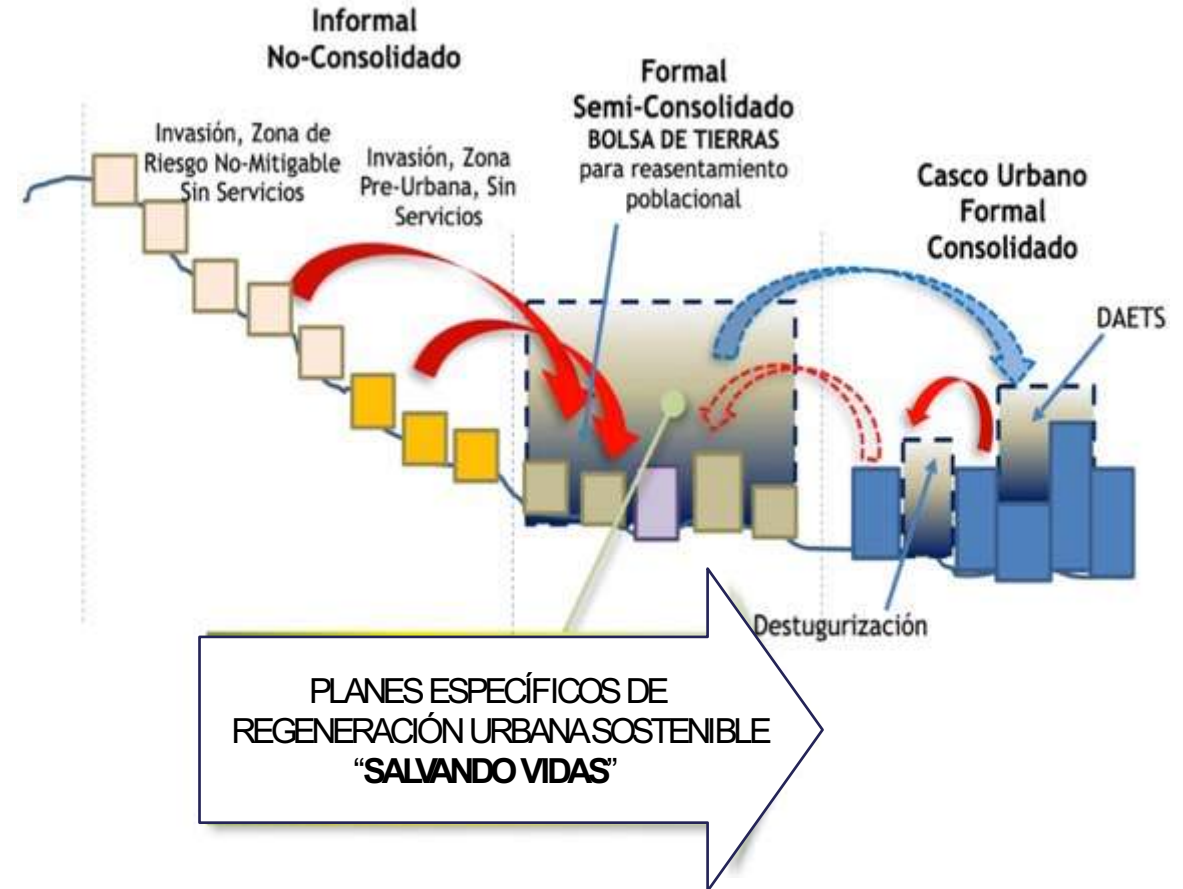 Informal
No-Consolidado
Invasión, Zona de
Riesgo No-Mitigable
Sin Servicios
Invasión, Zona
Pre-Urbana, Sin
Servicios
Formal
Semi-Consolidado
BOLSA DE TIERRAS
para reasentamiento
poblacional
Casco Urbano
Formal
Consolidado
DAETS
Destugurización
PLANES ESPECÍFICOS DE
REGENERACIÓN URBANA SOSTENIBLE
“SALVANDO VIDAS”